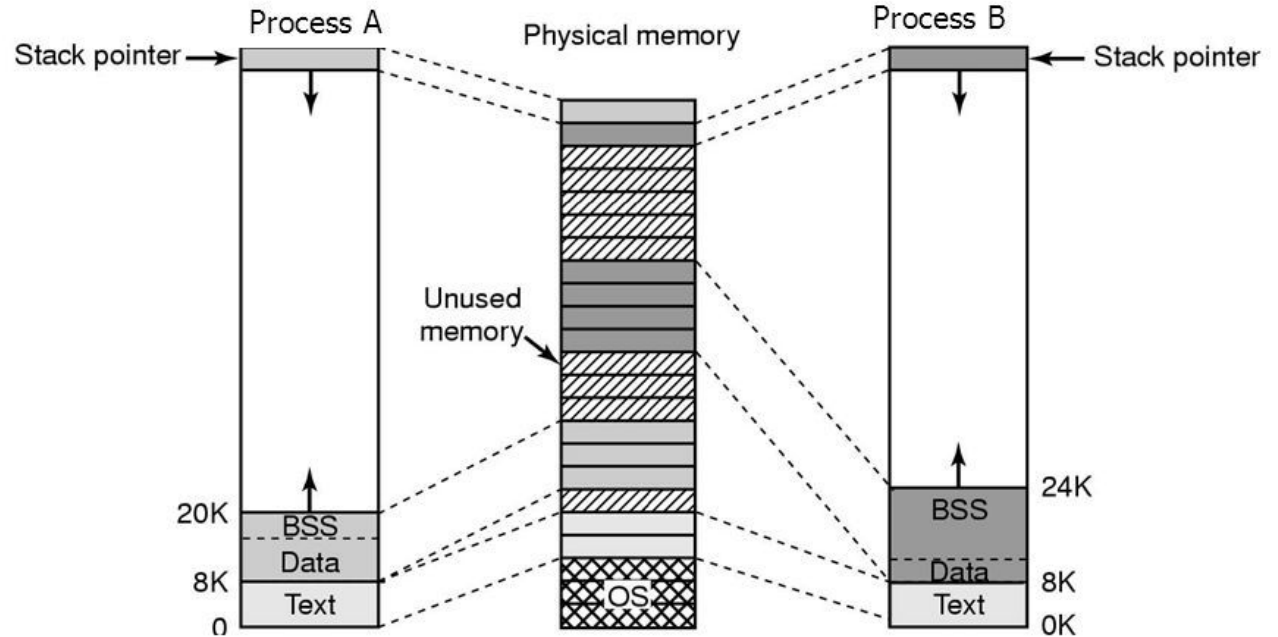 Process A
Physical memory
Process B
Stack pointer
Stack pointer
Unused
memory
20K
BSS
Data
8K
Text
0
OS
24K
BSS
Data
8K
Text
0K